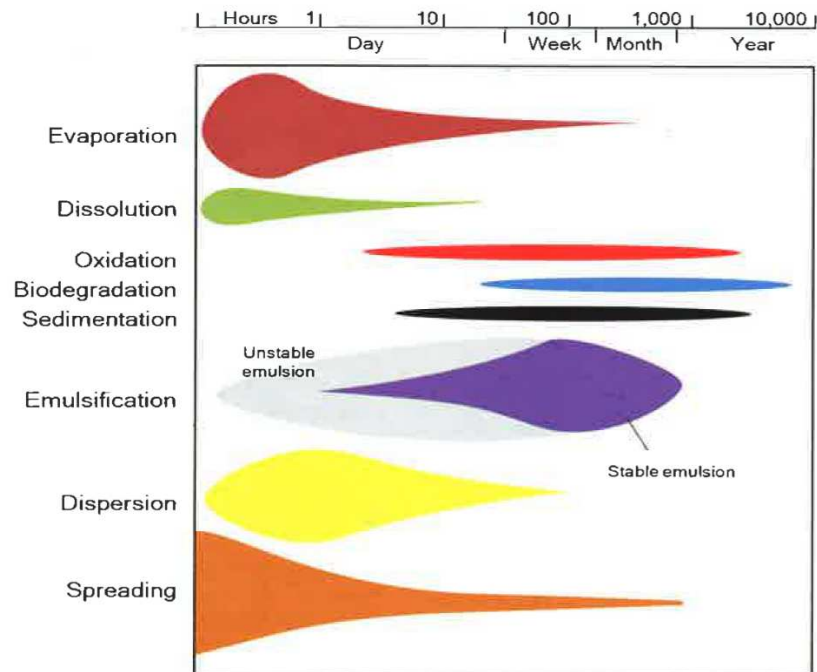 Hours 1 10 100 1,000 10,000
Day Week Month Year
Evaporation
Dissolution
Oxidation
Biodegradation
Sedimentation
Unstable
emulsion
Emulsification
Stable emulsion
Dispersion
Spreading